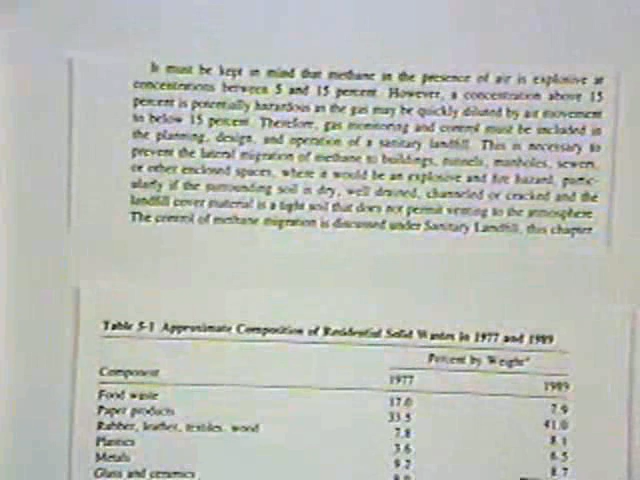 It must be kept in mind that methane in the presence of air is explosive at
concentrations between 5 and 15 percent. However, a concentration above 15
percent is potentially hazardous as the gas may be quickly diluted by air movement
to below 15 percent. Therefore, gas monitoring and control must be included in
the planning, design, and operation of a sanitary landfill. This is necessary to
prevent the lateral migration of methane to buildings, tunnels, manholes, sewers,
or other enclosed spaces, where it would be an explosive and fire hazard, partic-
ularly if the surrounding soil is dry, well drained, channeled or cracked and the
landfill cover material is a tight soil that does not permit venting to the atmosphere.
The control of methane migration is discussed under Sanitary Landfill, this chapter
Table 5-1 Approximate Composition of Residential Solid Wastes in 1977 and 1989
Percent by Weight
Component 1977 1989
Food waste 17.0 7.9
Paper products 33.5 41.0
Rubber, leather, textiles, wood 7.8 8.1
Plastics 3.6 6.5
Metals 9.2 8.7
Glass and ceramics